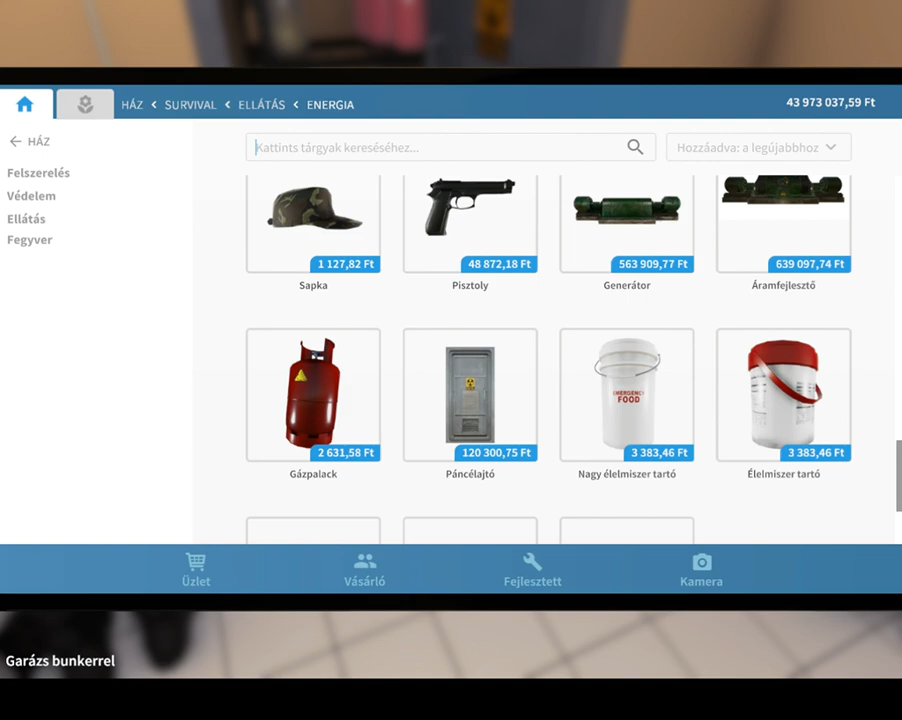 HÁZ < SURVIVAL < ELLÁTÁS < ENERGIA
43 973 037,59 Ft
← HÁZ
Felszerelés
Védelem
Ellátás
Fegyver
Kattints tárgyak kereséséhez...
Hozzáadva: a legújabbhoz
1 127,82 Ft
48 872,18 Ft
563 909,77 Ft
639 097,74 Ft
Sapka
Pisztoly
Generátor
Áramfejlesztő
EMERGENCY
FOOD
2 631,58 Ft
120 300,75 Ft
3 383,46 Ft
3 383,46 Ft
Gázpalack
Páncélajtó
Nagy élelmiszer tartó
Élelmiszer tartó
Üzlet
Vásárló
Fejlesztett
Kamera
Garázs bunkerrel